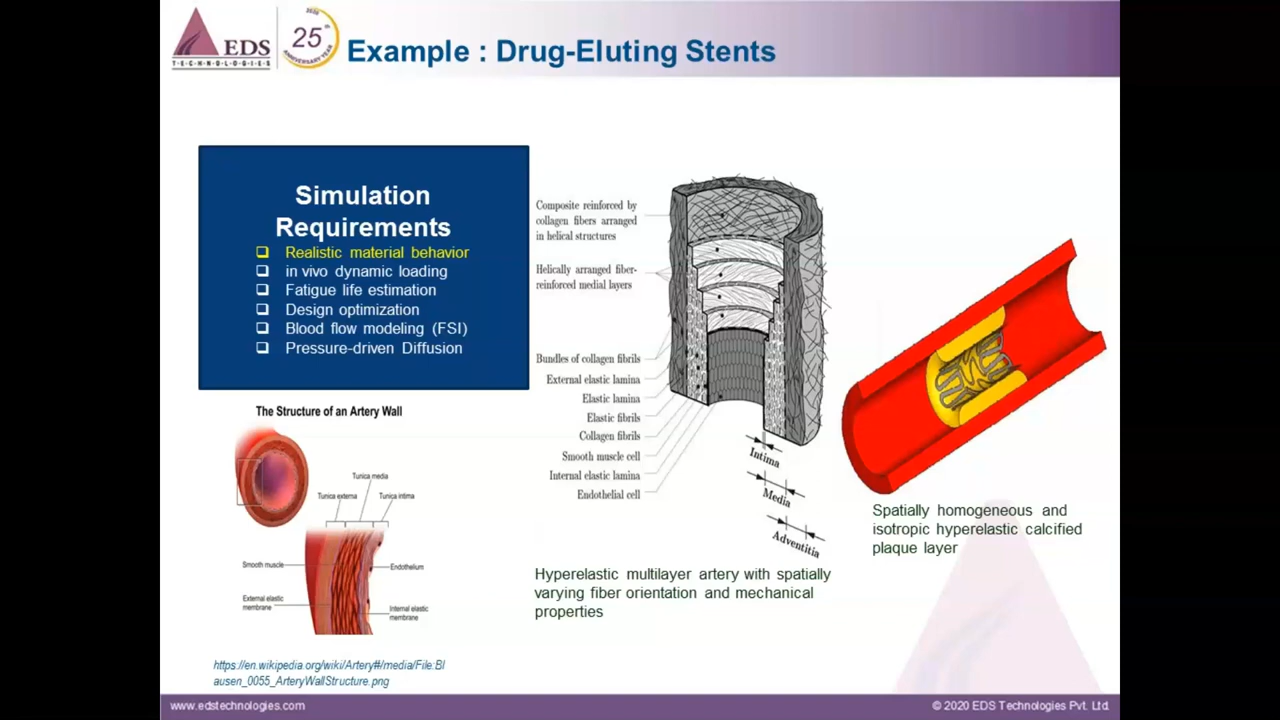 EDS
TECHNOLOGIES
25
th
ANNIVERSARY YEAR
Example : Drug-Eluting Stents
Simulation
Requirements
Realistic material behavior
in vivo dynamic loading
Fatigue life estimation
Design optimization
Blood flow modeling (FSI)
Pressure-driven Diffusion
The Structure of an Artery Wall
Tunica media
Tunica externa
Tunica intima
Smooth muscle
Endothelium
External elastic
membrane
Internal elastic
membrane
https://en.wikipedia.org/wiki/Artery#/media/File:Bl
ausen_0055_ArteryWallStructure.png
Composite reinforced by
collagen fibers arranged
in helical structures
Helically arranged fiber-
reinforced medial layers
Bundles of collagen fibrils
External elastic lamina
Elastic lamina
Elastic fibrils
Collagen fibrils
Smooth muscle cell
Internal elastic lamina
Endothelial cell
Intima
Media
Adventitia
Hyperelastic multilayer artery with spatially
varying fiber orientation and mechanical
properties
Spatially homogeneous and
isotropic hyperelastic calcified
plaque layer
www.edstechnologies.com
© 2020 EDS Technologies Pvt. Ltd.